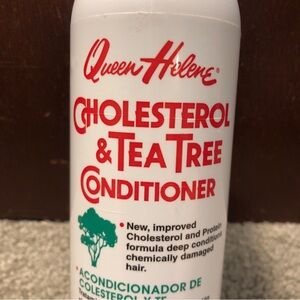 Queen Helene®
CHOLESTEROL
& TEA TREE
CONDITIONER
• New, improved
Cholesterol and Protein
formula deep conditions
chemically damaged
hair.
• ACONDICIONADOR DE
COLESTEROL Y TE